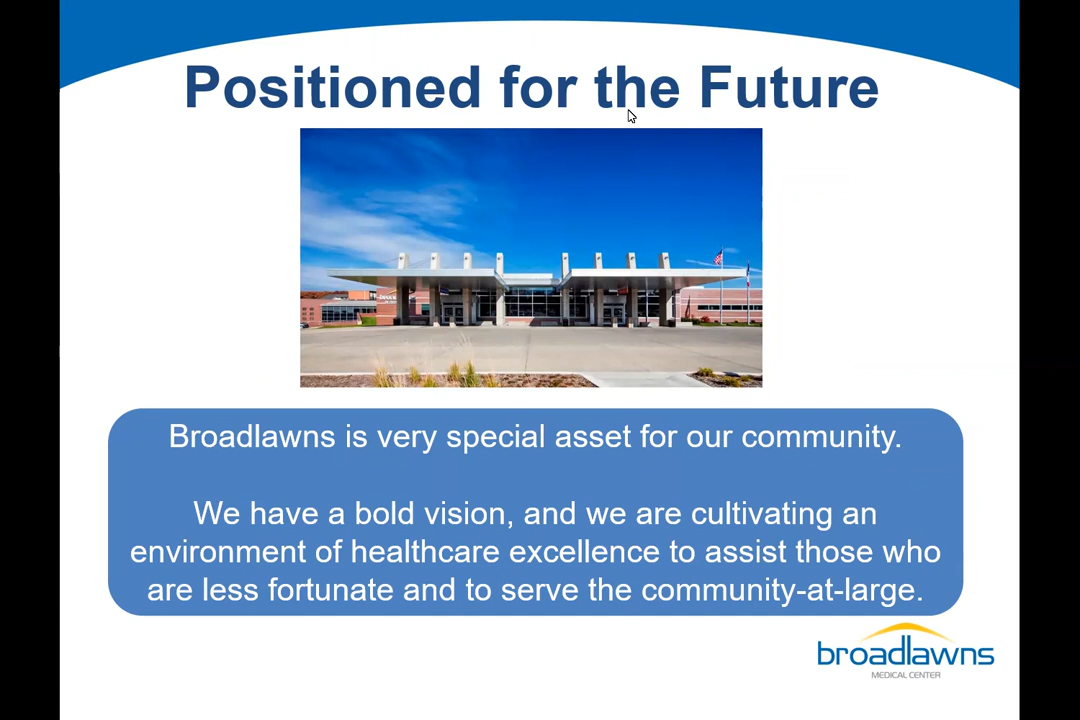 Positioned for the Future
Broadlawns is very special asset for our community.
We have a bold vision, and we are cultivating an
environment of healthcare excellence to assist those who
are less fortunate and to serve the community-at-large.
broadlawns
MEDICAL CENTER